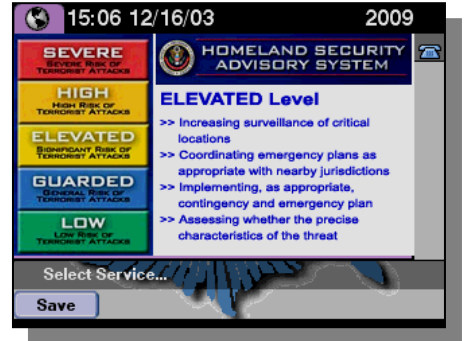 15:06 12/16/03 2009
SEVERE
SEVERE RISK OF
TERRORIST ATTACKS
HIGH
HIGH RISK OF
TERRORIST ATTACKS
ELEVATED
SIGNIFICANT RISK OF
TERRORIST ATTACKS
GUARDED
GENERAL RISK OF
TERRORIST ATTACKS
LOW
LOW RISK OF
TERRORIST ATTACKS
HOMELAND SECURITY
ADVISORY SYSTEM
ELEVATED Level
>> Increasing surveillance of critical
locations
>> Coordinating emergency plans as
appropriate with nearby jurisdictions
>> Implementing, as appropriate,
contingency and emergency plan
>> Assessing whether the precise
characteristics of the threat
Select Service...
Save